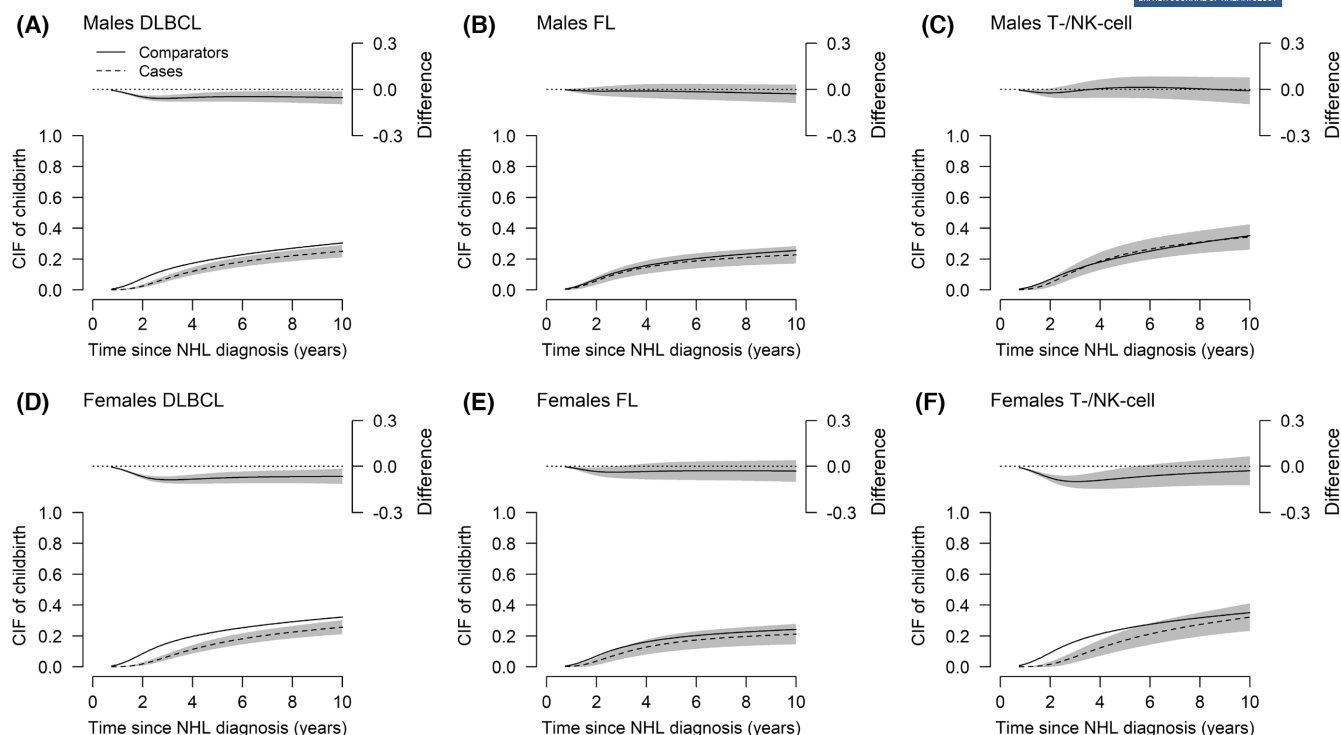 (A) Males DLBCL
Comparators
Cases
0.3
0.0
-0.3
Difference
1.0
0.8
0.6
0.4
0.2
0.0
CIF of childbirth
0 2 4 6 8 10
Time since NHL diagnosis (years)
(B) Males FL
0.3
0.0
-0.3
Difference
1.0
0.8
0.6
0.4
0.2
0.0
CIF of childbirth
0 2 4 6 8 10
Time since NHL diagnosis (years)
(C) Males T-/NK-cell
0.3
0.0
-0.3
Difference
1.0
0.8
0.6
0.4
0.2
0.0
CIF of childbirth
0 2 4 6 8 10
Time since NHL diagnosis (years)
(D) Females DLBCL
0.3
0.0
-0.3
Difference
1.0
0.8
0.6
0.4
0.2
0.0
CIF of childbirth
0 2 4 6 8 10
Time since NHL diagnosis (years)
(E) Females FL
0.3
0.0
-0.3
Difference
1.0
0.8
0.6
0.4
0.2
0.0
CIF of childbirth
0 2 4 6 8 10
Time since NHL diagnosis (years)
(F) Females T-/NK-cell
0.3
0.0
-0.3
Difference
1.0
0.8
0.6
0.4
0.2
0.0
CIF of childbirth
0 2 4 6 8 10
Time since NHL diagnosis (years)